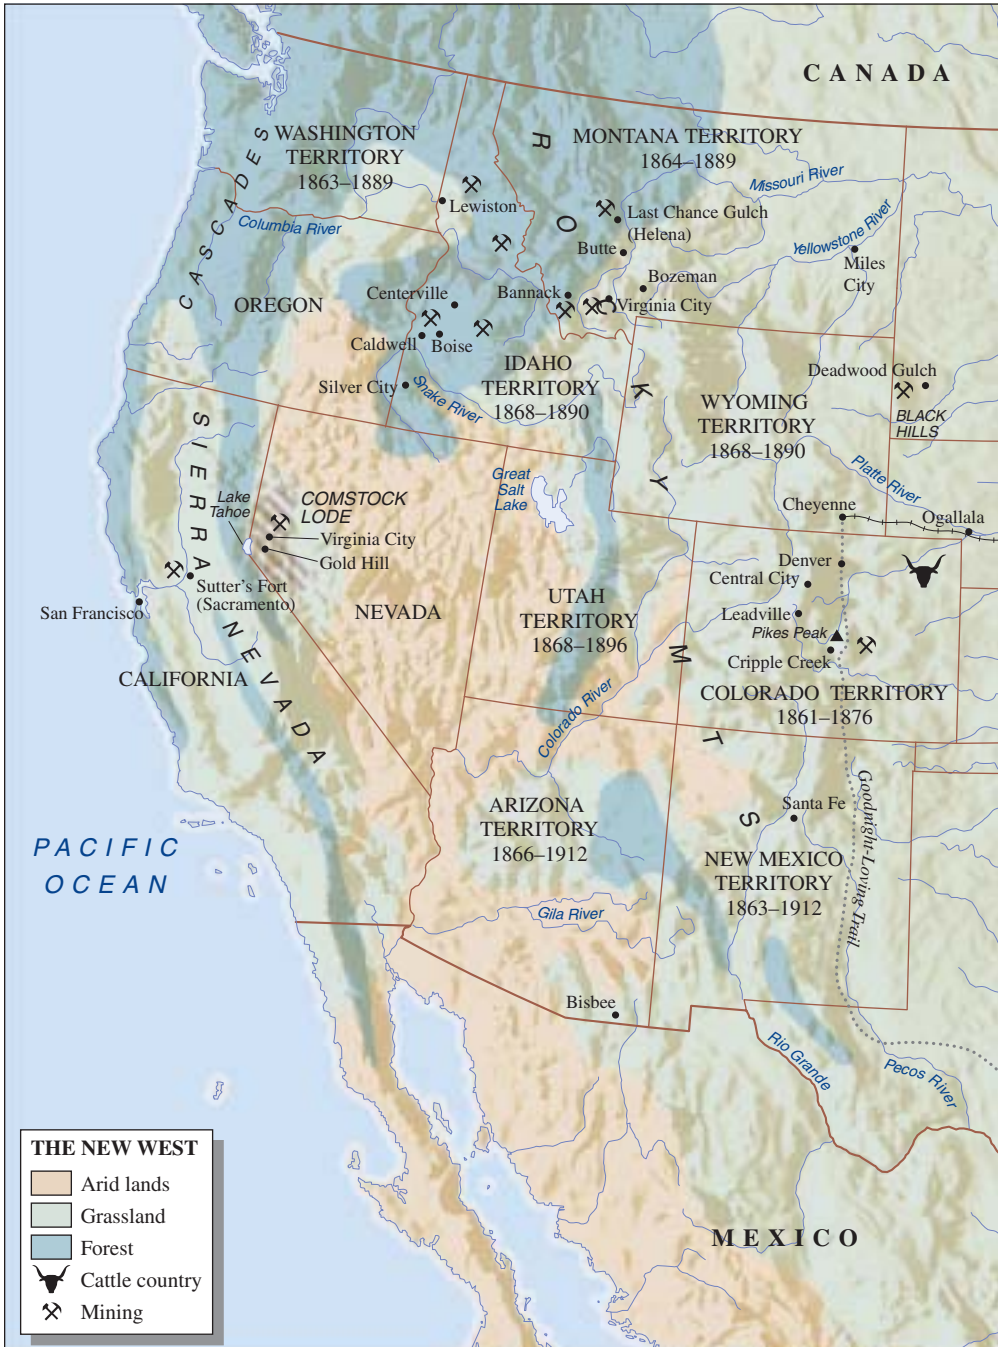 CANADA
WASHINGTON
TERRITORY
1863–1889
MONTANA TERRITORY
1864–1889
CASCADES
ROCKY MTS
Missouri River
Lewiston
Columbia River
Last Chance Gulch
(Helena)
Butte
Yellowstone River
Miles
City
OREGON
Centerville
Bannack
Bozeman
Virginia City
Caldwell
Boise
IDAHO
TERRITORY
1868–1890
Silver City
Snake River
Deadwood Gulch
BLACK
HILLS
WYOMING
TERRITORY
1868–1890
SIERRA NEVADA
Great
Salt
Lake
Platte River
Lake
Tahoe
COMSTOCK
LODE
Virginia City
Gold Hill
Cheyenne
Ogallala
Sutter's Fort
(Sacramento)
San Francisco
NEVADA
UTAH
TERRITORY
1868–1896
Denver
Central City
Leadville
Pikes Peak
Cripple Creek
CALIFORNIA
COLORADO TERRITORY
1861–1876
Colorado River
Goodnight-Loving Trail
ARIZONA
TERRITORY
1866–1912
Santa Fe
PACIFIC
OCEAN
NEW MEXICO
TERRITORY
1863–1912
Gila River
Bisbee
Rio Grande
Pecos River
MEXICO
THE NEW WEST
Arid lands
Grassland
Forest
Cattle country
Mining